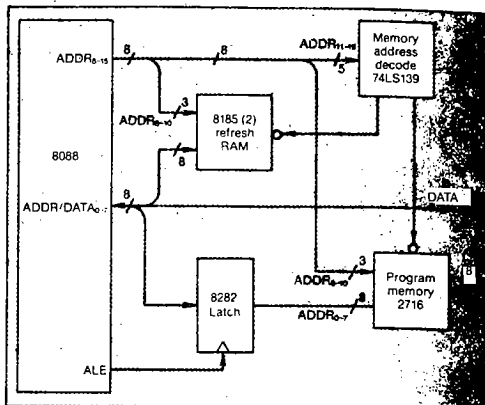 8
ADDR₈₋₁₅
8
ADDR₁₁₋₁₅
5
Memory
address
decode
74LS139
3
ADDR₈₋₁₀
8185 (2)
refresh
RAM
8
8088
8
ADDR/DATA₀₋₇
DATA
8
3
ADDR₈₋₁₀
Program
memory
2716
8282
Latch
8
ADDR₀₋₇
ALE